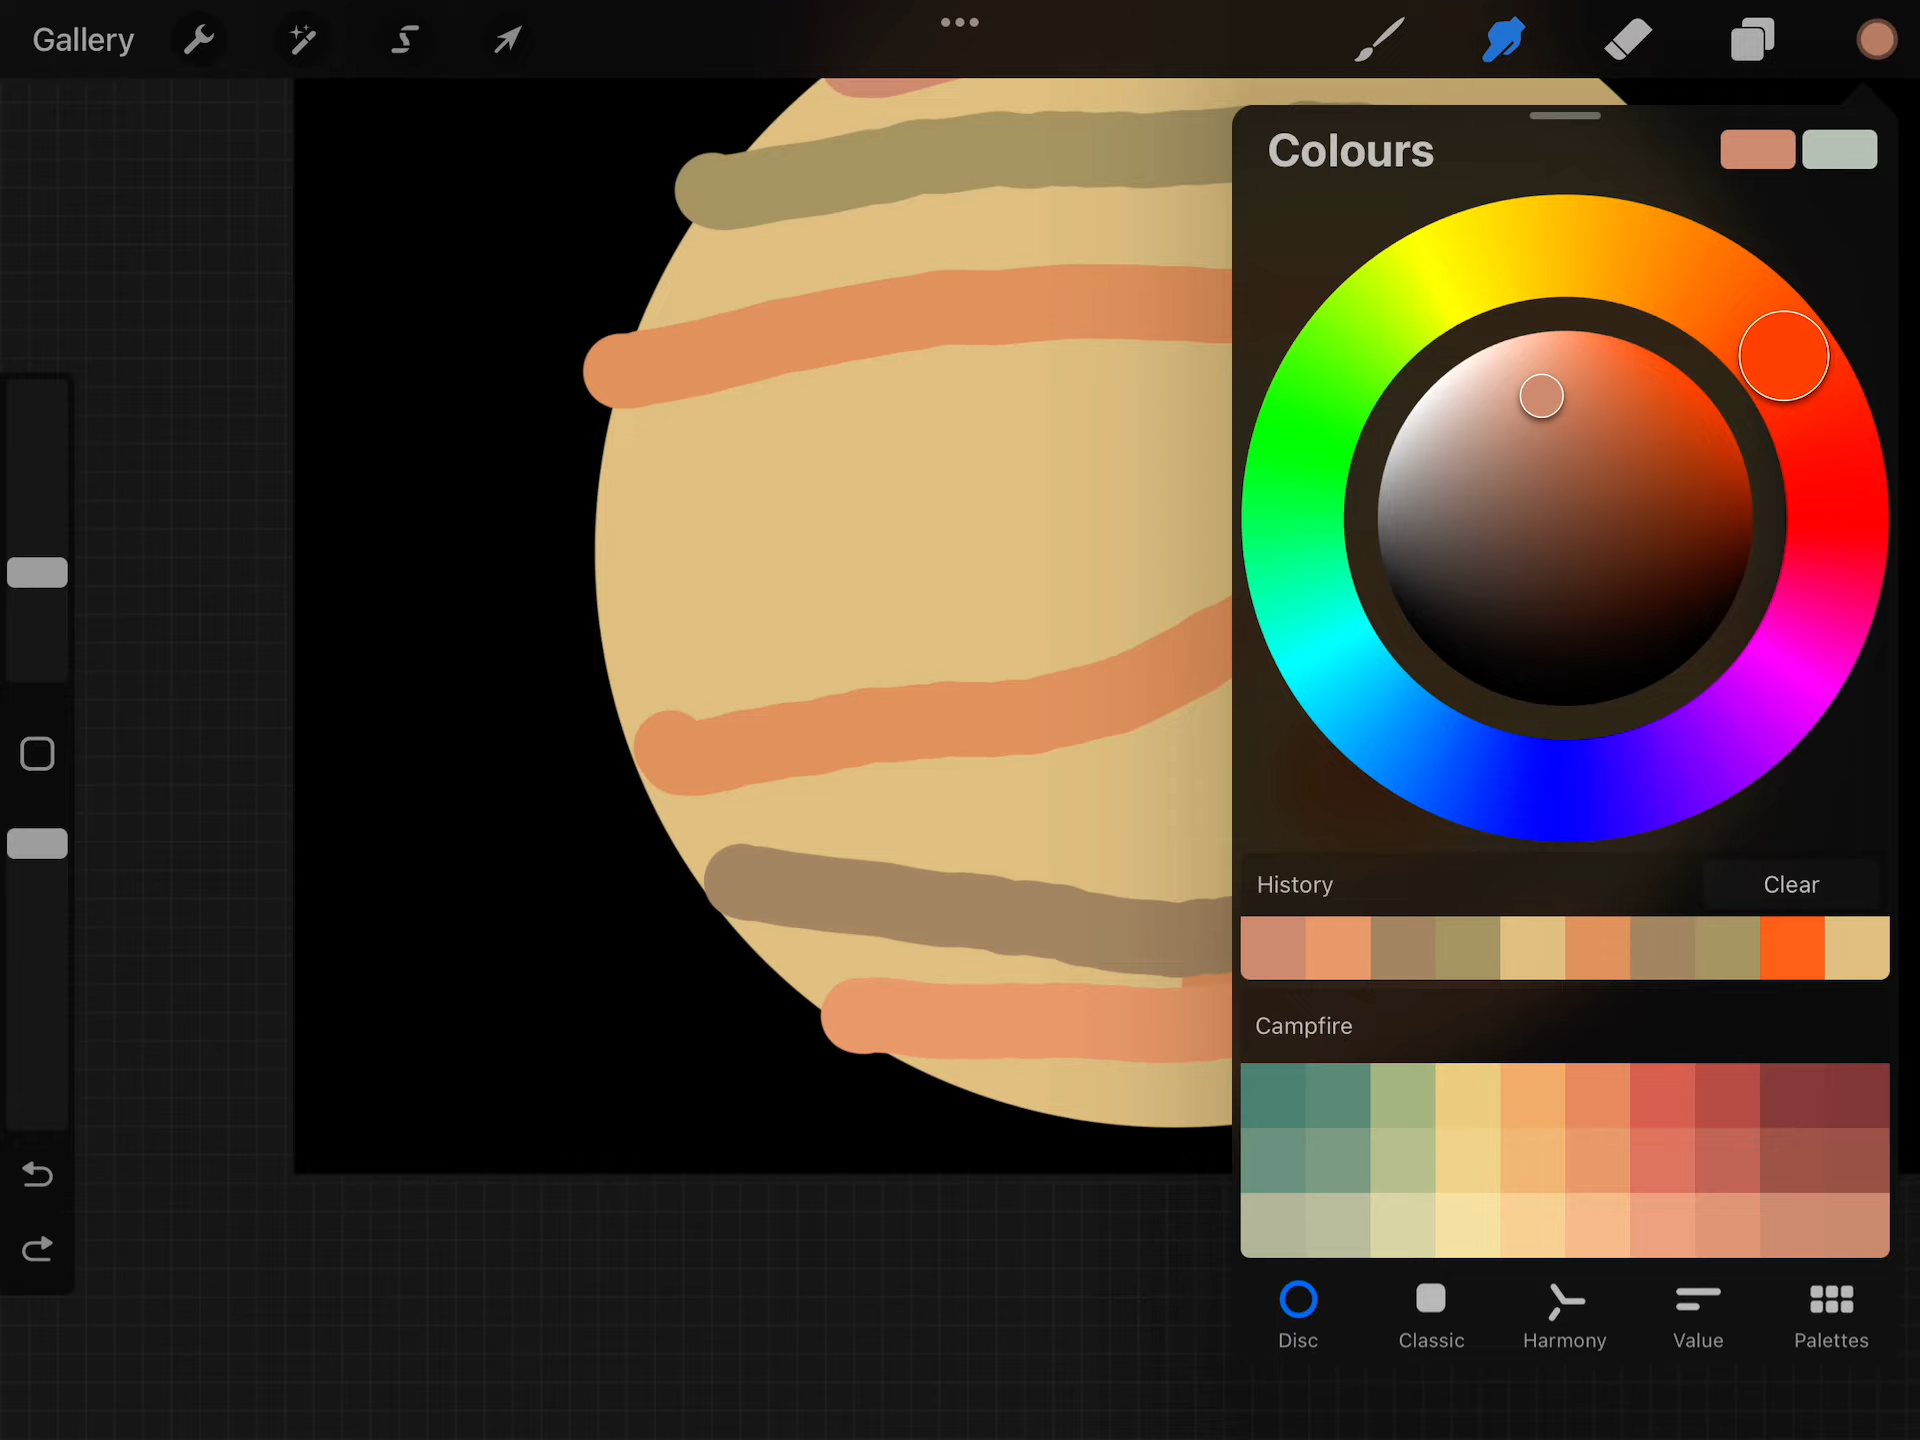 Gallery
Colours
History
Clear
Campfire
Disc
Classic
Harmony
Value
Palettes